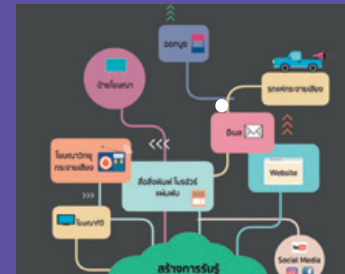 ออกบูธ
ป้ายโฆษณา
รถแห่กระจายเสียง
อีเมล
โฆษณาวิทยุ
กระจายเสียง
สื่อสิ่งพิมพ์ โบรชัวร์
แผ่นพับ
Website
โฆษณาทีวี
สร้างการรับรู้
Social Media